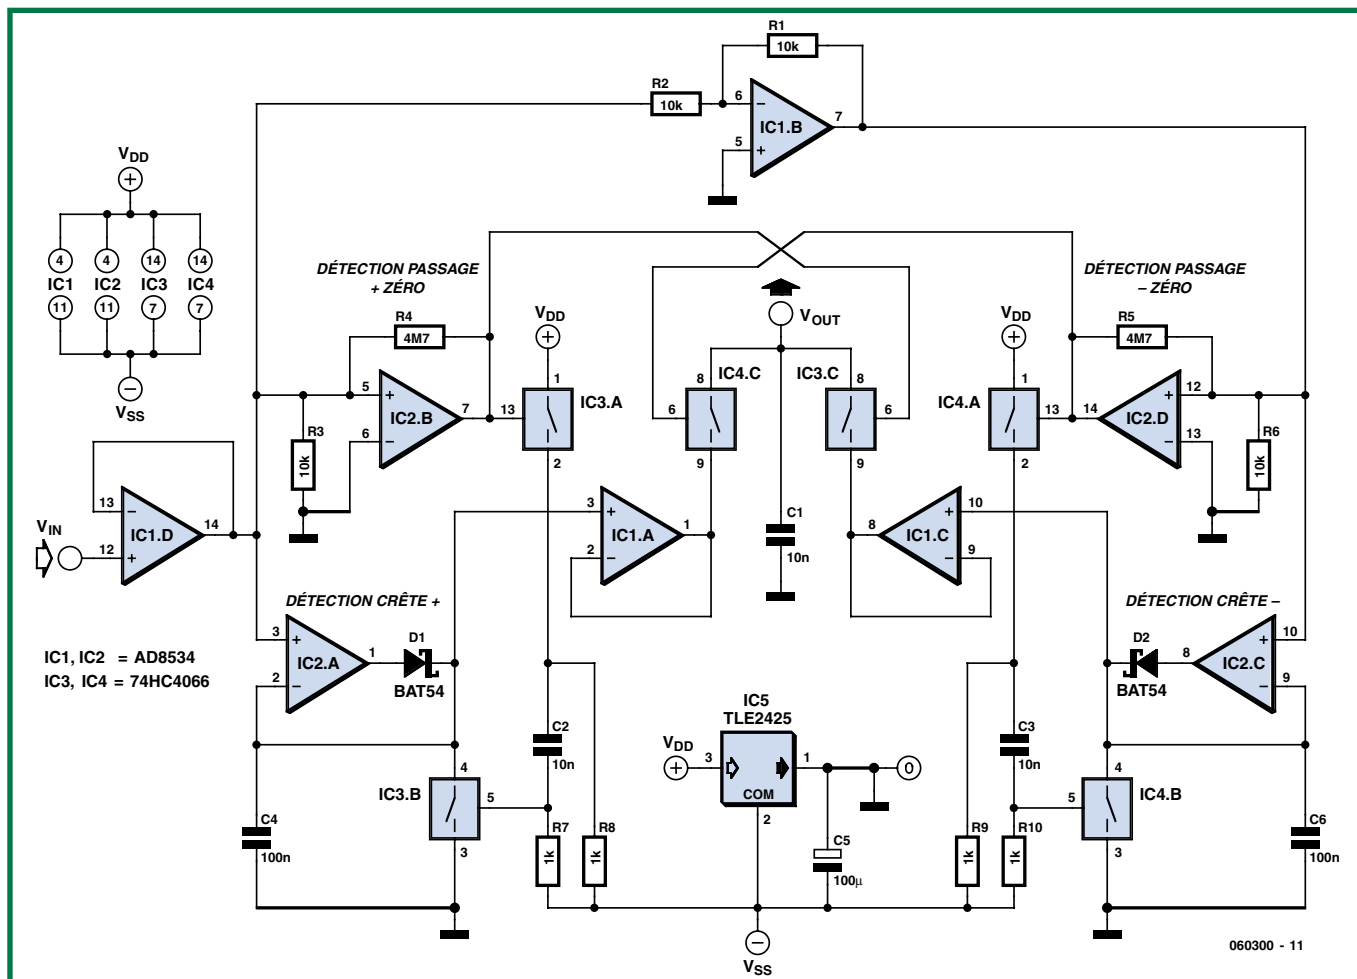 R1
10k
R2
10k
6
−
IC1.B
7
5
+
VDD
+
4
4
14
14
IC1
IC2
IC3
IC4
11
11
7
7
−
VSS
DÉTECTION PASSAGE
+ ZÉRO
DÉTECTION PASSAGE
− ZÉRO
R4
4M7
VDD
+
VOUT
VDD
+
R5
4M7
5
+
IC2.B
7
6
−
13
1
IC3.A
2
IC4.C
8
6
9
IC3.C
8
6
9
IC4.A
1
13
2
14
IC2.D
12
+
13
−
R3
10k
R6
10k
VIN
13
−
IC1.D
14
12
+
3
+
IC1.A
1
2
−
C1
10n
8
IC1.C
10
+
9
−
DÉTECTION CRÊTE +
DÉTECTION CRÊTE −
3
+
IC2.A
1
2
−
D1
BAT54
D2
BAT54
8
IC2.C
10
+
9
−
IC1, IC2 = AD8534
IC3, IC4 = 74HC4066
IC5
TLE2425
VDD
+
3
1
COM
2
0
C2
10n
C3
10n
IC3.B
4
5
3
IC4.B
4
5
3
C4
100n
R7
1k
R8
1k
C5
100µ
R9
1k
R10
1k
C6
100n
−
VSS
060300 - 11